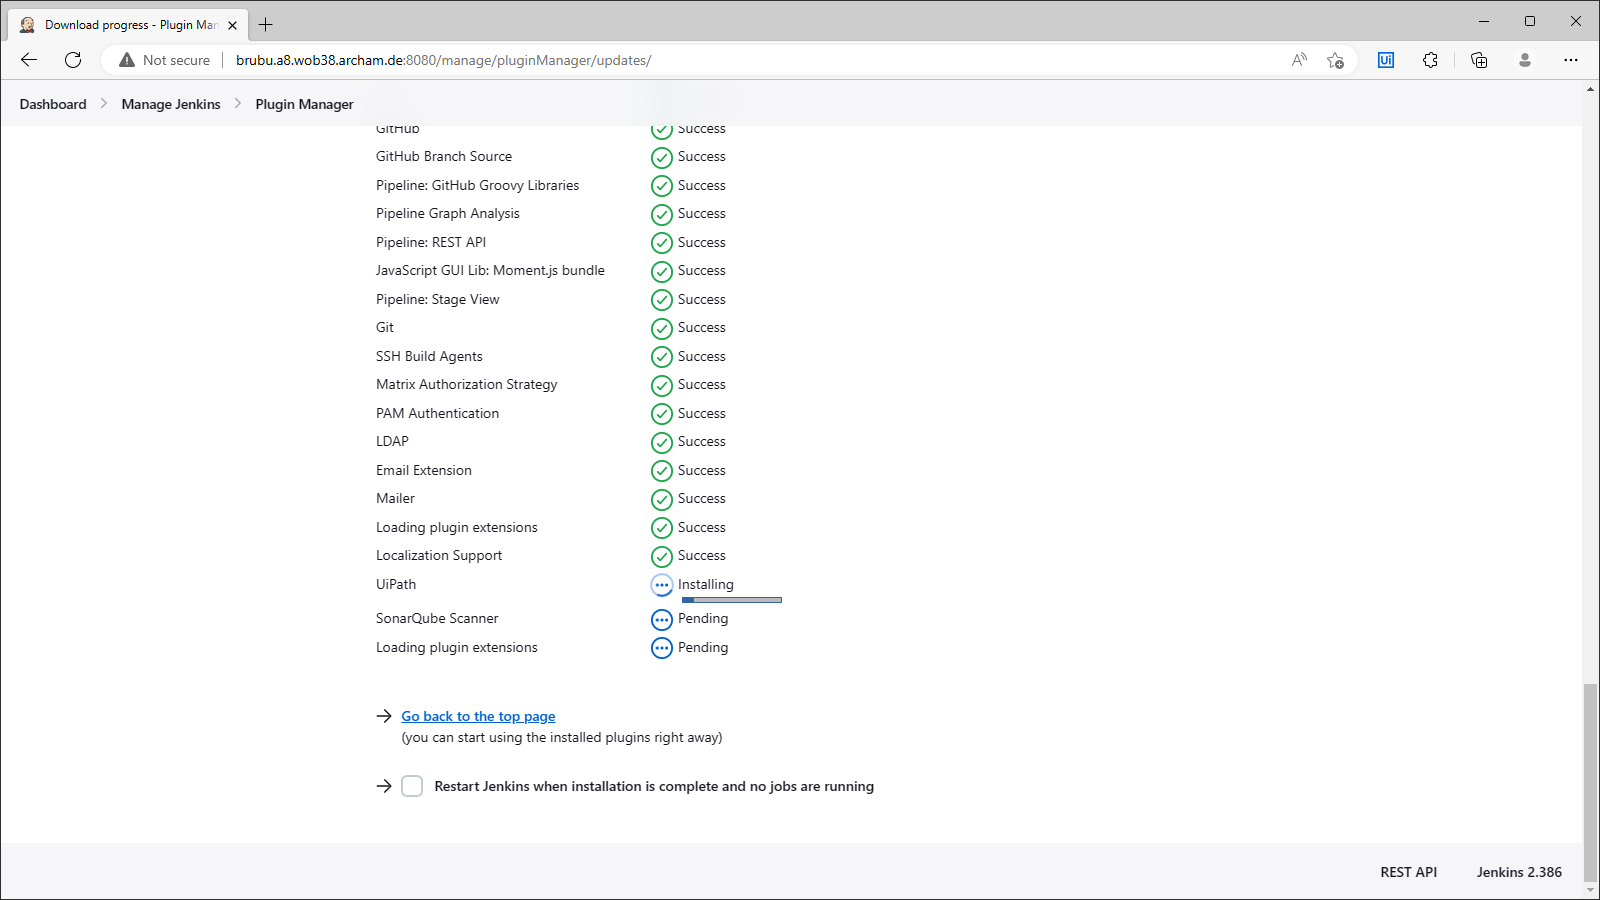 Download progress - Plugin Man
Not secure
brubu.a8.wob38.archam.de:8080/manage/pluginManager/updates/
Dashboard
Manage Jenkins
Plugin Manager
GitHub Success
GitHub Branch Source Success
Pipeline: GitHub Groovy Libraries Success
Pipeline Graph Analysis Success
Pipeline: REST API Success
JavaScript GUI Lib: Moment.js bundle Success
Pipeline: Stage View Success
Git Success
SSH Build Agents Success
Matrix Authorization Strategy Success
PAM Authentication Success
LDAP Success
Email Extension Success
Mailer Success
Loading plugin extensions Success
Localization Support Success
UiPath Installing
SonarQube Scanner Pending
Loading plugin extensions Pending
Go back to the top page
(you can start using the installed plugins right away)
Restart Jenkins when installation is complete and no jobs are running
REST API
Jenkins 2.386